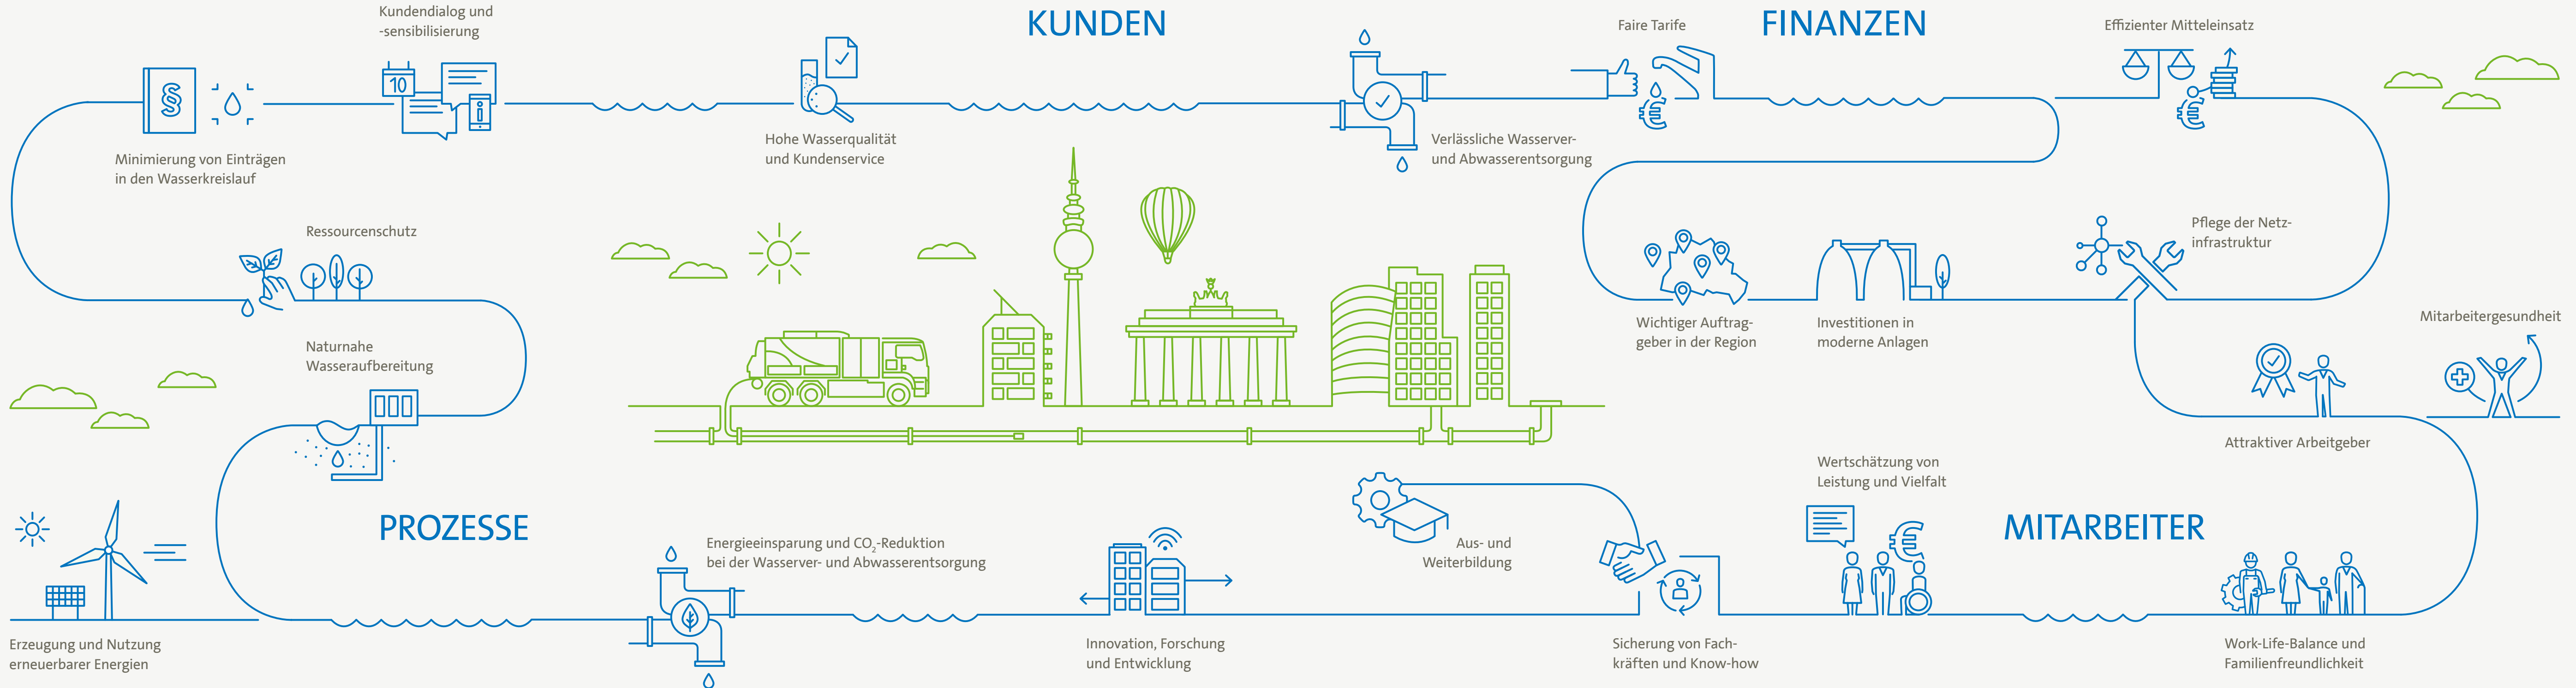 Kundendialog und
-sensibilisierung
KUNDEN
Faire Tarife
FINANZEN
Effizienter Mitteleinsatz
§
10
i
€
€
Minimierung von Einträgen
in den Wasserkreislauf
Hohe Wasserqualität
und Kundenservice
Verlässliche Wasserver-
und Abwasserentsorgung
Ressourcenschutz
Pflege der Netz-
infrastruktur
Naturnahe
Wasseraufbereitung
Wichtiger Auftrag-
geber in der Region
Investitionen in
moderne Anlagen
Mitarbeitergesundheit
Attraktiver Arbeitgeber
Wertschätzung von
Leistung und Vielfalt
€
PROZESSE
MITARBEITER
Energieeinsparung und CO₂-Reduktion
bei der Wasserver- und Abwasserentsorgung
Aus- und
Weiterbildung
Erzeugung und Nutzung
erneuerbarer Energien
Innovation, Forschung
und Entwicklung
Sicherung von Fach-
kräften und Know-how
Work-Life-Balance und
Familienfreundlichkeit